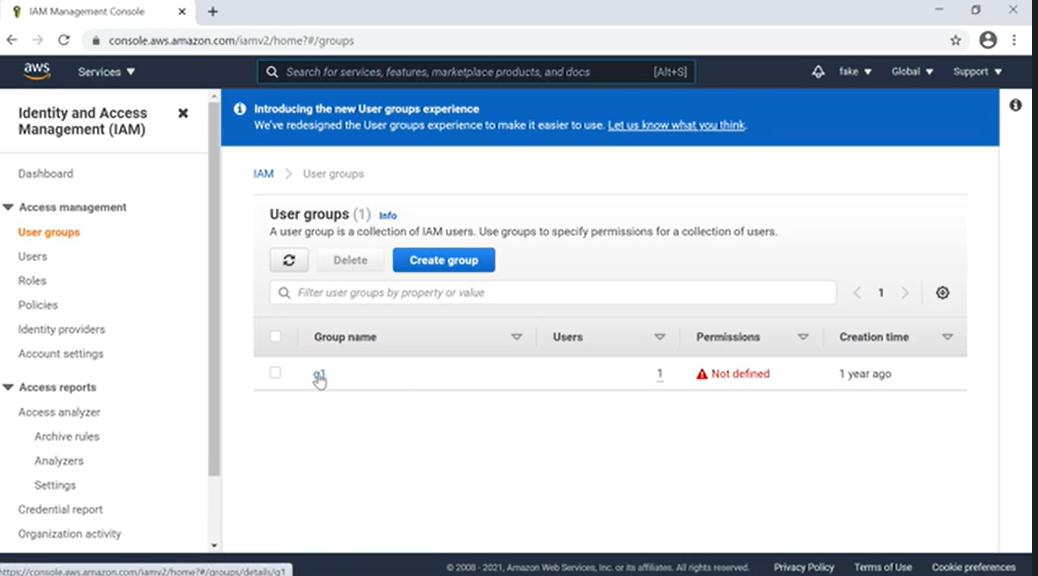 IAM Management Console
console.aws.amazon.com/iamv2/home?#/groups
aws
Services
Search for services, features, marketplace products, and docs [Alt+S]
fake
Global
Support
Identity and Access
Management (IAM)
Dashboard
Access management
User groups
Users
Roles
Policies
Identity providers
Account settings
Access reports
Access analyzer
Archive rules
Analyzers
Settings
Credential report
Organization activity
Introducing the new User groups experience
We've redesigned the User groups experience to make it easier to use. Let us know what you think.
IAM > User groups
User groups (1) Info
A user group is a collection of IAM users. Use groups to specify permissions for a collection of users.
Delete
Create group
Filter user groups by property or value
1
Group name Users Permissions Creation time
g1 1 Not defined 1 year ago
https://console.aws.amazon.com/iamv2/home?#/groups/details/g1
© 2008 - 2021, Amazon Web Services, Inc. or its affiliates. All rights reserved. Privacy Policy Terms of Use Cookie preferences